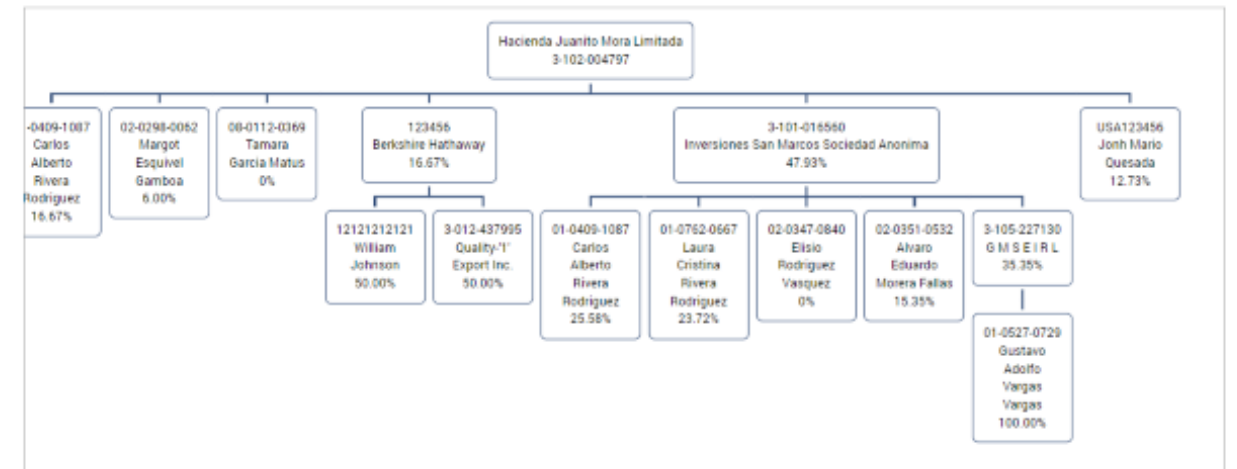 Hacienda Juanito Mora Limitada
3-102-004797
-0409-1087
Carlos
Alberto
Rivera
Rodriguez
16.67%
02-0298-0062
Margot
Esquivel
Gamboa
6.00%
08-0112-0369
Tamara
Garcia Matus
0%
123456
Berkshire Hathaway
16.67%
3-101-016560
Inversiones San Marcos Sociedad Anonima
47.93%
USA123456
Jonh Mario
Quesada
12.73%
12121212121
William
Johnson
50.00%
3-012-437995
Quality-"1"
Export Inc.
50.00%
01-0409-1087
Carlos
Alberto
Rivera
Rodriguez
25.58%
01-0762-0667
Laura
Cristina
Rivera
Rodriguez
23.72%
02-0347-0840
Elisio
Rodriguez
Vasquez
0%
02-0351-0532
Alvaro
Eduardo
Morera Fallas
15.35%
3-105-227130
G M S E I R L
35.35%
01-0527-0729
Gustavo
Adolfo
Vargas
Vargas
100.00%